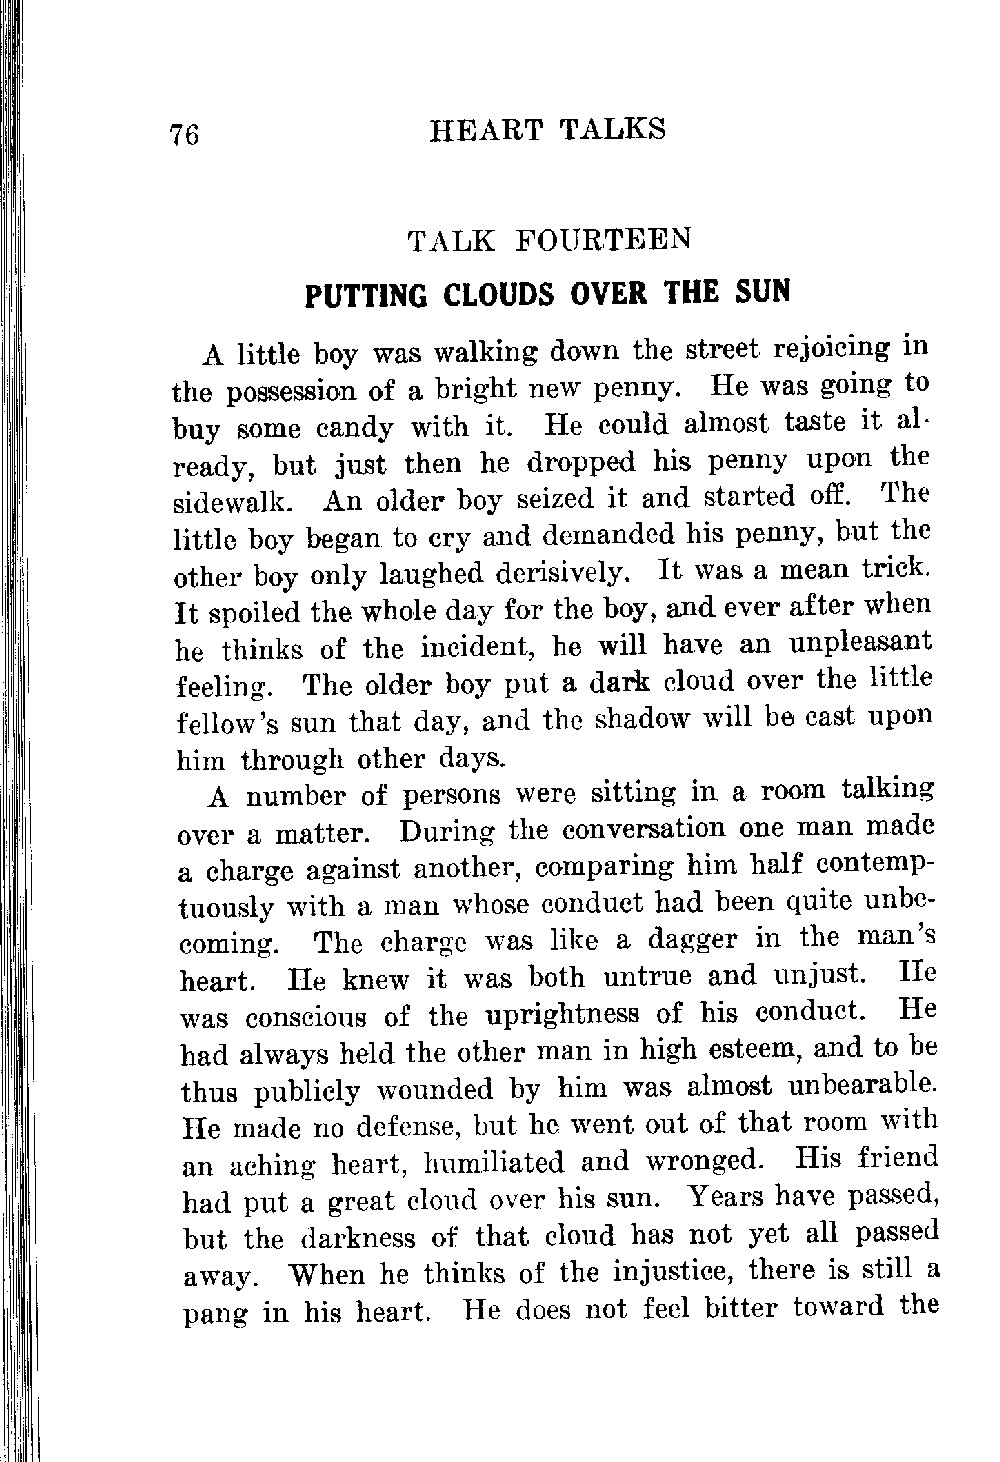 76 HEART TALKS
TALK FOURTEEN
PUTTING CLOUDS OVER THE SUN
A little boy was walking down the street rejoicing in
the possession of a bright new penny. He was going to
buy some candy with it. He could almost taste it al-
ready, but just then he dropped his penny upon the
sidewalk. An older boy seized it and started off. The
little boy began to cry and demanded his penny, but the
other boy only laughed derisively. It was a mean trick.
It spoiled the whole day for the boy, and ever after when
he thinks of the incident, he will have an unpleasant
feeling. The older boy put a dark cloud over the little
fellow's sun that day, and the shadow will be cast upon
him through other days.
A number of persons were sitting in a room talking
over a matter. During the conversation one man made
a charge against another, comparing him half contemp-
tuously with a man whose conduct had been quite unbe-
coming. The charge was like a dagger in the man's
heart. He knew it was both untrue and unjust. He
was conscious of the uprightness of his conduct. He
had always held the other man in high esteem, and to be
thus publicly wounded by him was almost unbearable.
He made no defense, but he went out of that room with
an aching heart, humiliated and wronged. His friend
had put a great cloud over his sun. Years have passed,
but the darkness of that cloud has not yet all passed
away. When he thinks of the injustice, there is still a
pang in his heart. He does not feel bitter toward the